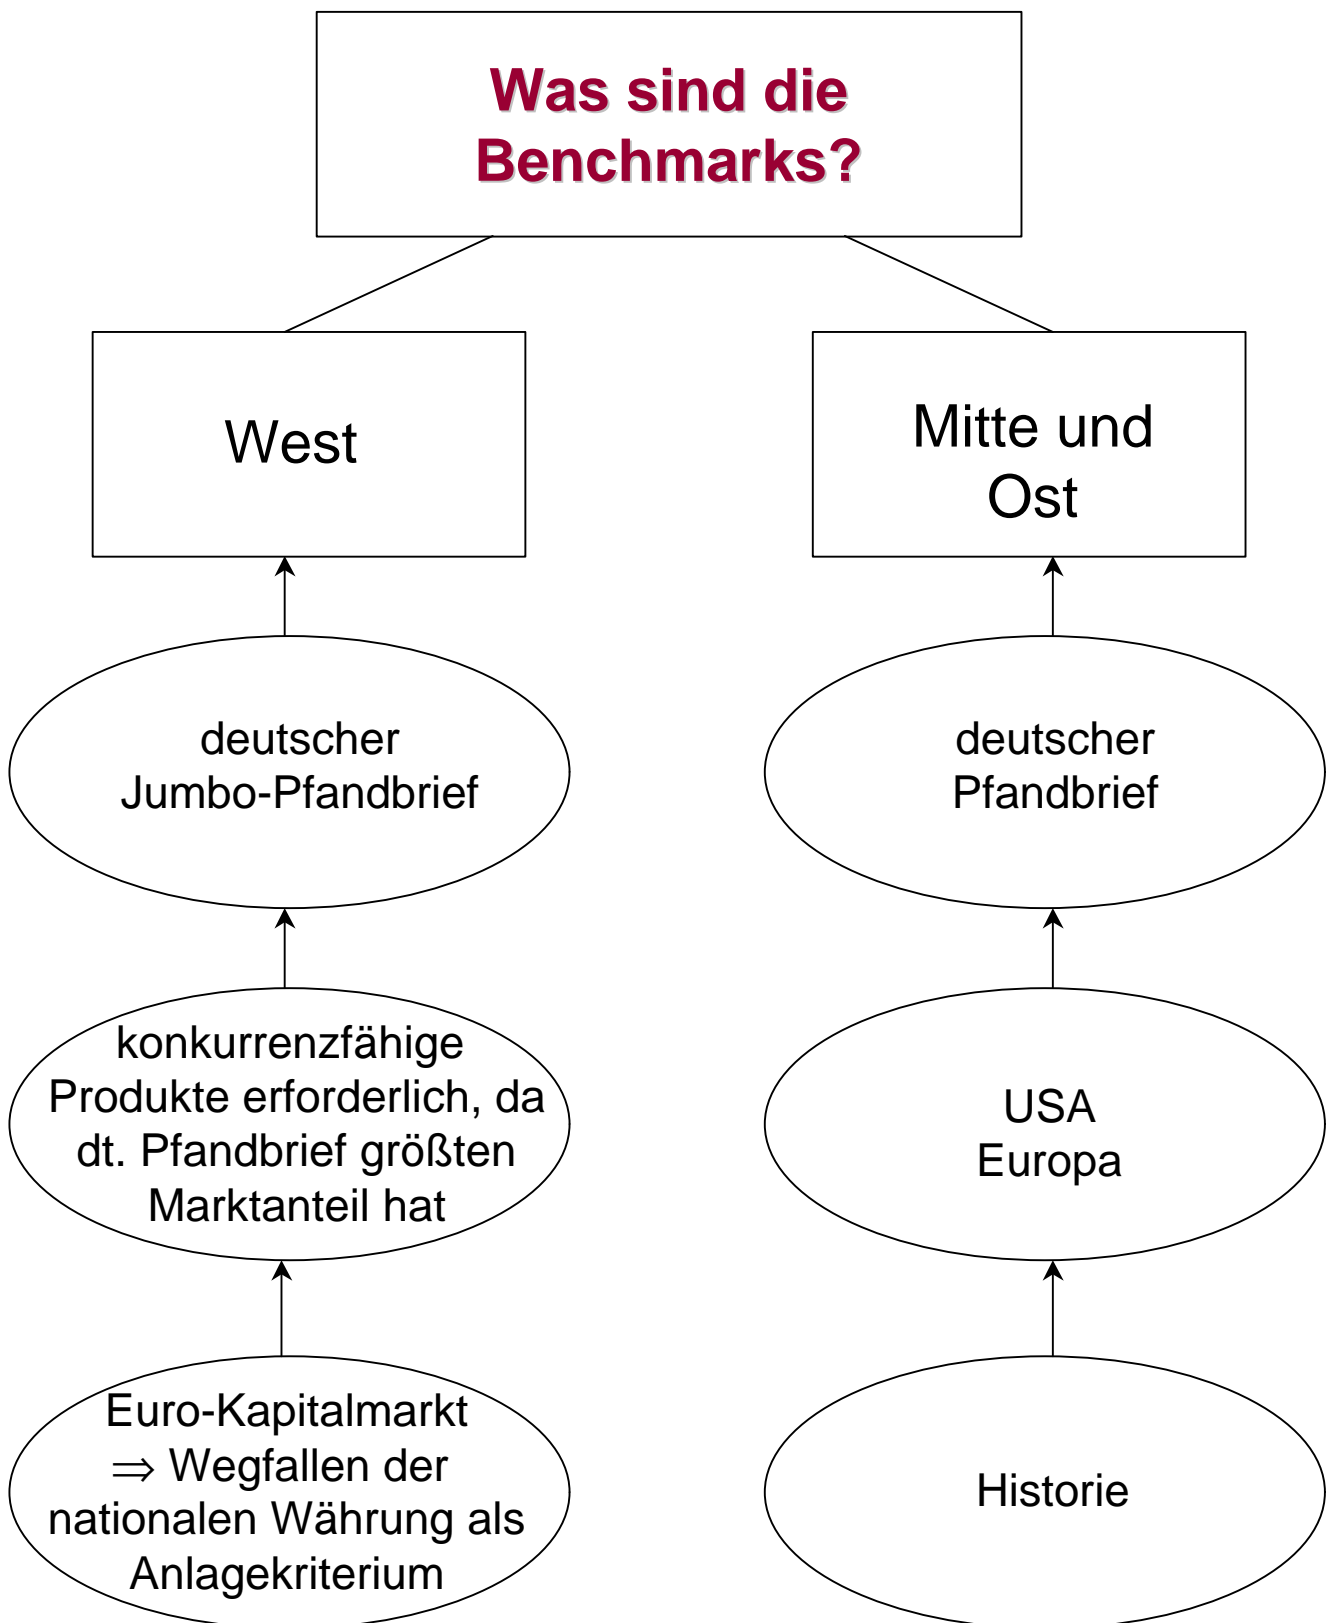 Was sind die
Benchmarks?
West
Mitte und
Ost
deutscher
Jumbo-Pfandbrief
deutscher
Pfandbrief
konkurrenzfähige
Produkte erforderlich, da
dt. Pfandbrief größten
Marktanteil hat
USA
Europa
Euro-Kapitalmarkt
⇒ Wegfallen der
nationalen Währung als
Anlagekriterium
Historie